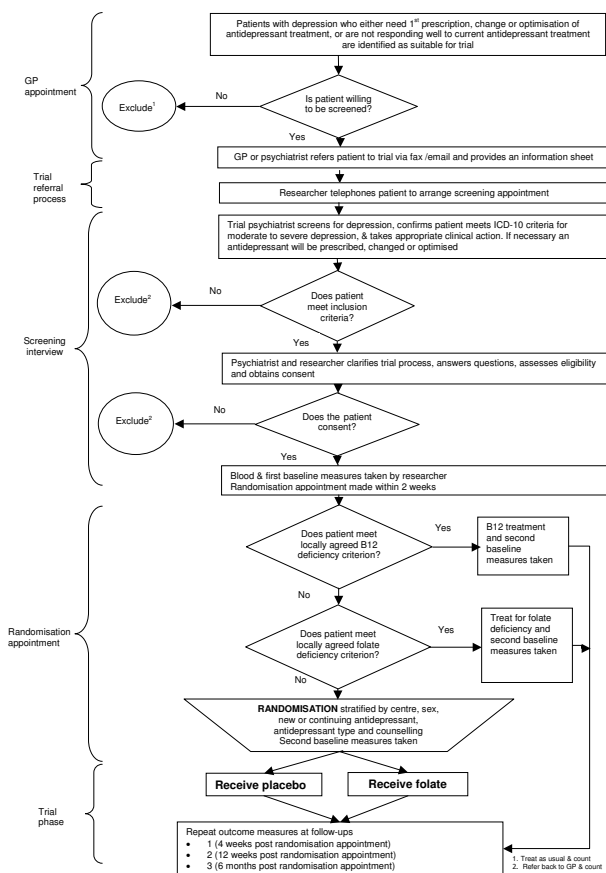 Patients with depression who either need 1st prescription, change or optimisation of
antidepressant treatment, or are not responding well to current antidepressant treatment
are identified as suitable for trial
GP
appointment
Exclude1
No
Is patient willing
to be screened?
Yes
GP or psychiatrist refers patient to trial via fax /email and provides an information sheet
Trial
referral
process
Researcher telephones patient to arrange screening appointment
Trial psychiatrist screens for depression, confirms patient meets ICD-10 criteria for
moderate to severe depression, & takes appropriate clinical action. If necessary an
antidepressant will be prescribed, changed or optimised
Exclude2
No
Does patient
meet inclusion
criteria?
Yes
Screening
interview
Psychiatrist and researcher clarifies trial process, answers questions, assesses eligibility
and obtains consent
Exclude2
No
Does the patient
consent?
Yes
Blood & first baseline measures taken by researcher
Randomisation appointment made within 2 weeks
Does patient meet
locally agreed B12
deficiency criterion?
Yes
B12 treatment
and second
baseline
measures taken
No
Randomisation
appointment
Does patient meet
locally agreed folate
deficiency criterion?
Yes
Treat for folate
deficiency and
second baseline
measures taken
No
RANDOMISATION stratified by centre, sex,
new or continuing antidepressant,
antidepressant type and counselling
Second baseline measures taken
Receive placebo
Receive folate
Trial
phase
Repeat outcome measures at follow-ups
• 1 (4 weeks post randomisation appointment)
• 2 (12 weeks post randomisation appointment)
• 3 (6 months post randomisation appointment)
1. Treat as usual & count
2. Refer back to GP & count